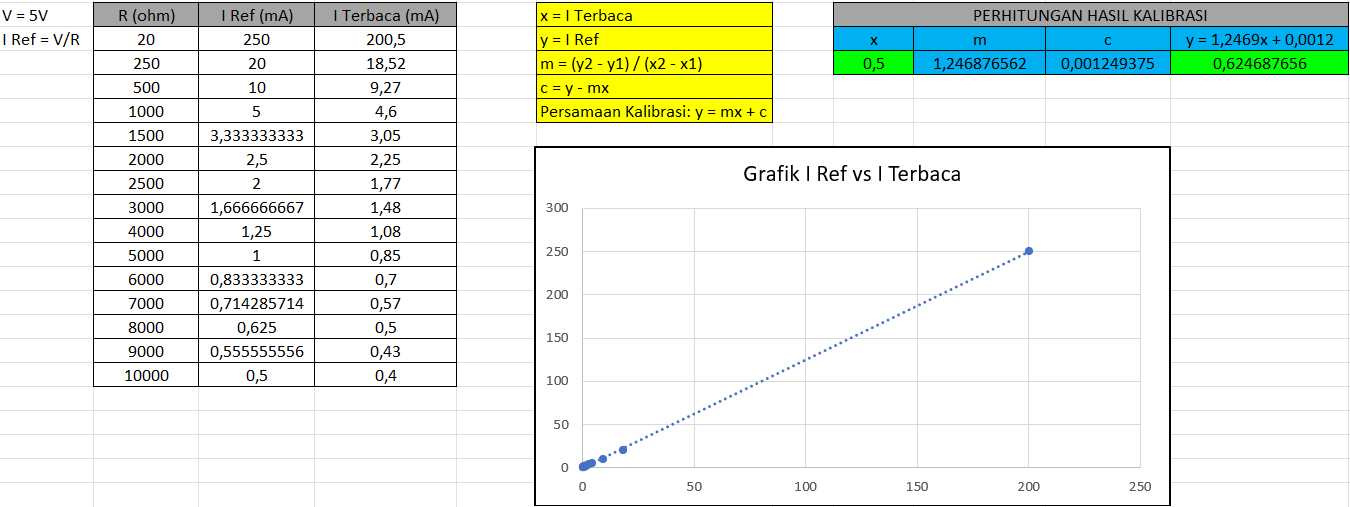 V = 5V
I Ref = V/R
R (ohm) I Ref (mA) I Terbaca (mA)
20 250 200,5
250 20 18,52
500 10 9,27
1000 5 4,6
1500 3,333333333 3,05
2000 2,5 2,25
2500 2 1,77
3000 1,666666667 1,48
4000 1,25 1,08
5000 1 0,85
6000 0,833333333 0,7
7000 0,714285714 0,57
8000 0,625 0,5
9000 0,555555556 0,43
10000 0,5 0,4
x = I Terbaca
y = I Ref
m = (y2 - y1) / (x2 - x1)
c = y - mx
Persamaan Kalibrasi: y = mx + c
PERHITUNGAN HASIL KALIBRASI
x m c y = 1,2469x + 0,0012
0,5 1,246876562 0,001249375 0,624687656
Grafik I Ref vs I Terbaca
300
250
200
150
100
50
0
0 50 100 150 200 250